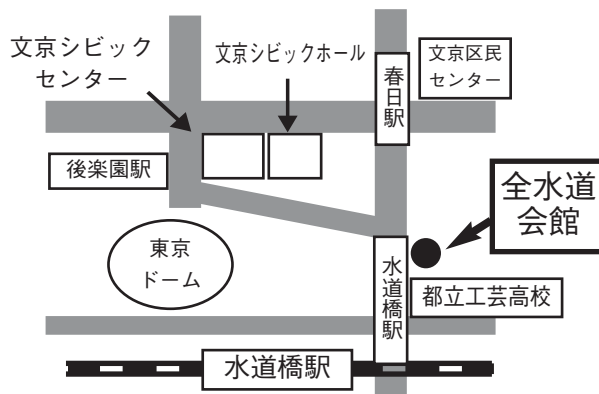 文京シビック
センター
文京シビックホール
春日駅
文京区民
センター
後楽園駅
全水道
会館
東京
ドーム
水道橋駅
都立工芸高校
水道橋駅